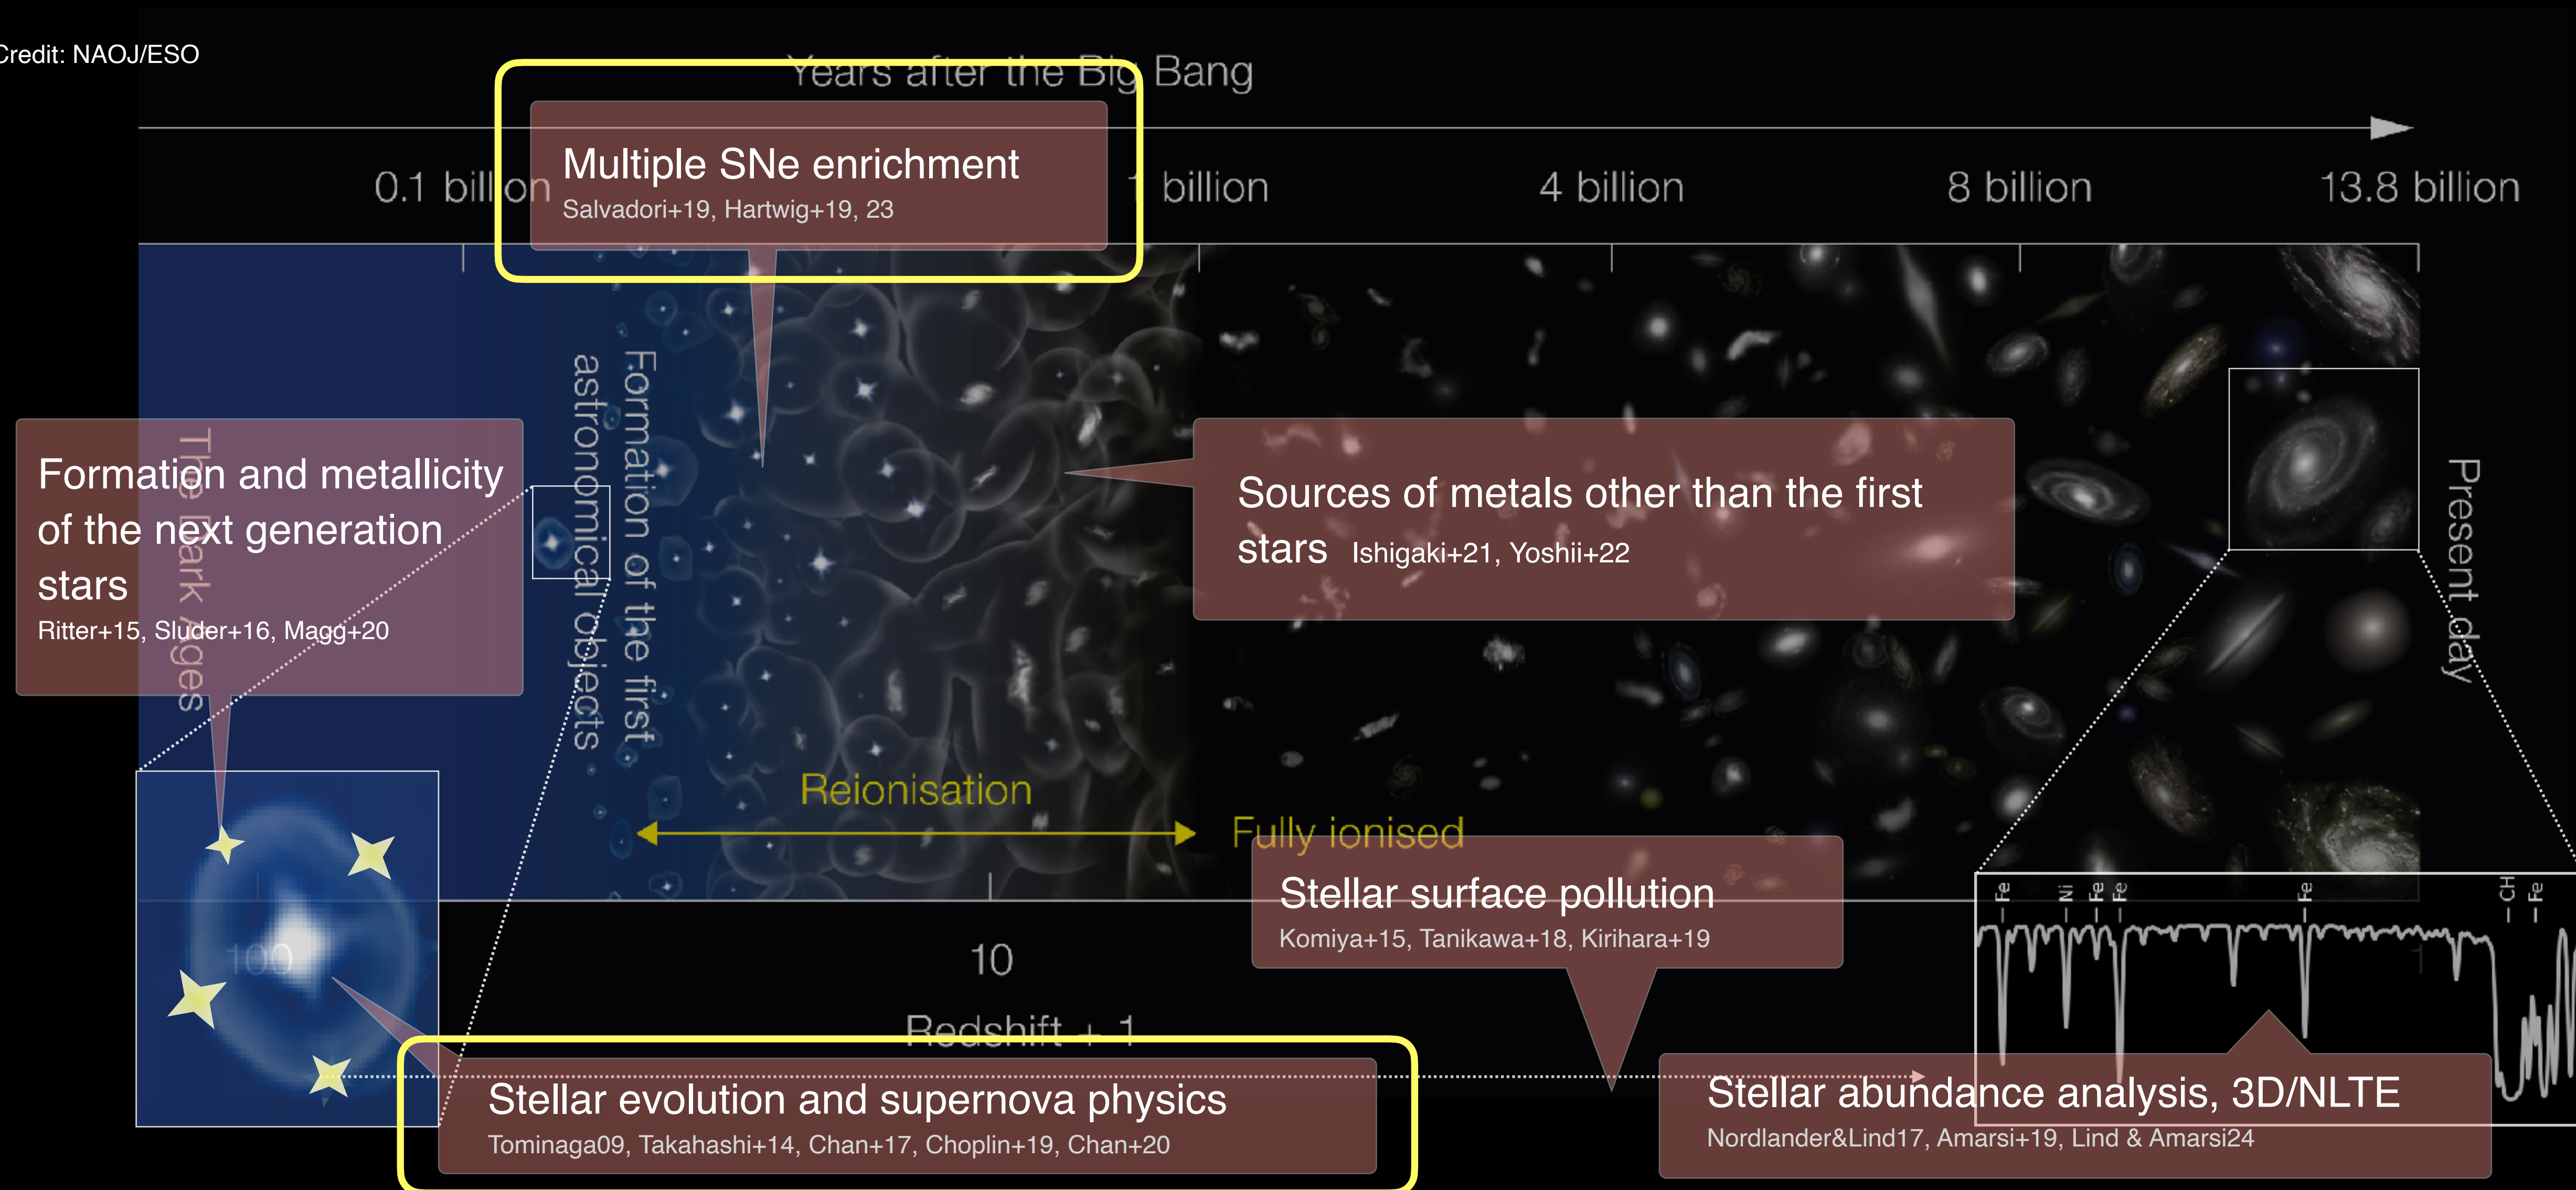 Credit: NAOJ/ESO
Years after the Big Bang
0.1 billion
1 billion
4 billion
8 billion
13.8 billion
Multiple SNe enrichment
Salvadori+19, Hartwig+19, 23
The Dark Ages
Formation of the first
astronomical objects
Present day
Formation and metallicity
of the next generation
stars
Ritter+15, Sluder+16, Magg+20
Sources of metals other than the first
stars Ishigaki+21, Yoshii+22
Reionisation
Fully ionised
Stellar surface pollution
Komiya+15, Tanikawa+18, Kirihara+19
Fe
Ni
Fe
Fe
Fe
CH
Fe
100
10
1
Redshift + 1
Stellar evolution and supernova physics
Tominaga09, Takahashi+14, Chan+17, Choplin+19, Chan+20
Stellar abundance analysis, 3D/NLTE
Nordlander&Lind17, Amarsi+19, Lind & Amarsi24